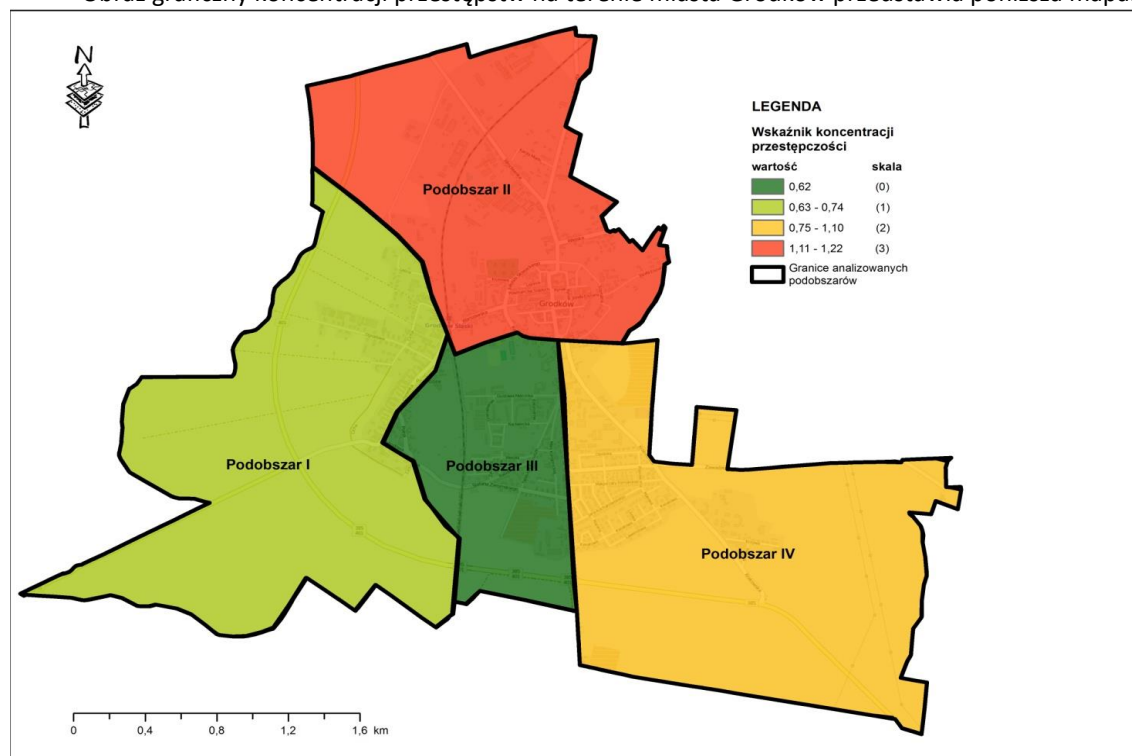 Obraz graficzny koncentracji przestępstw na terenie miasta Grodków przedstawia poniższa mapa.
N
LEGENDA
Wskaźnik koncentracji
przestępczości
wartość skala
0,62 (0)
0,63 - 0,74 (1)
0,75 - 1,10 (2)
1,11 - 1,22 (3)
Granice analizowanych
podobszarów
Podobszar II
Grodków
Podobszar I
Podobszar III
Podobszar IV
0 0,4 0,8 1,2 1,6 km